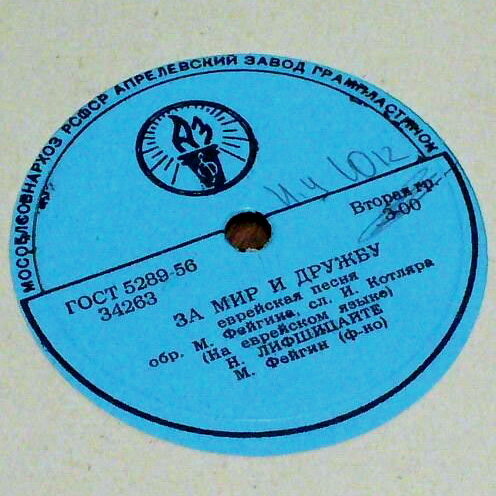 МОСОБЛСОВНАРХОЗ РСФСР АПРЕЛЕВСКИЙ ЗАВОД ГРАМПЛАСТИНОК
АЗ
ГОСТ 5289-56
34263
Вторая гр.
3-00
ЗА МИР И ДРУЖБУ
еврейская песня
обр. М. Фейгина, сл. И. Котляра
(На еврейском языке)
Н. ЛИФШИЦАЙТЕ
М. Фейгин (ф-но)